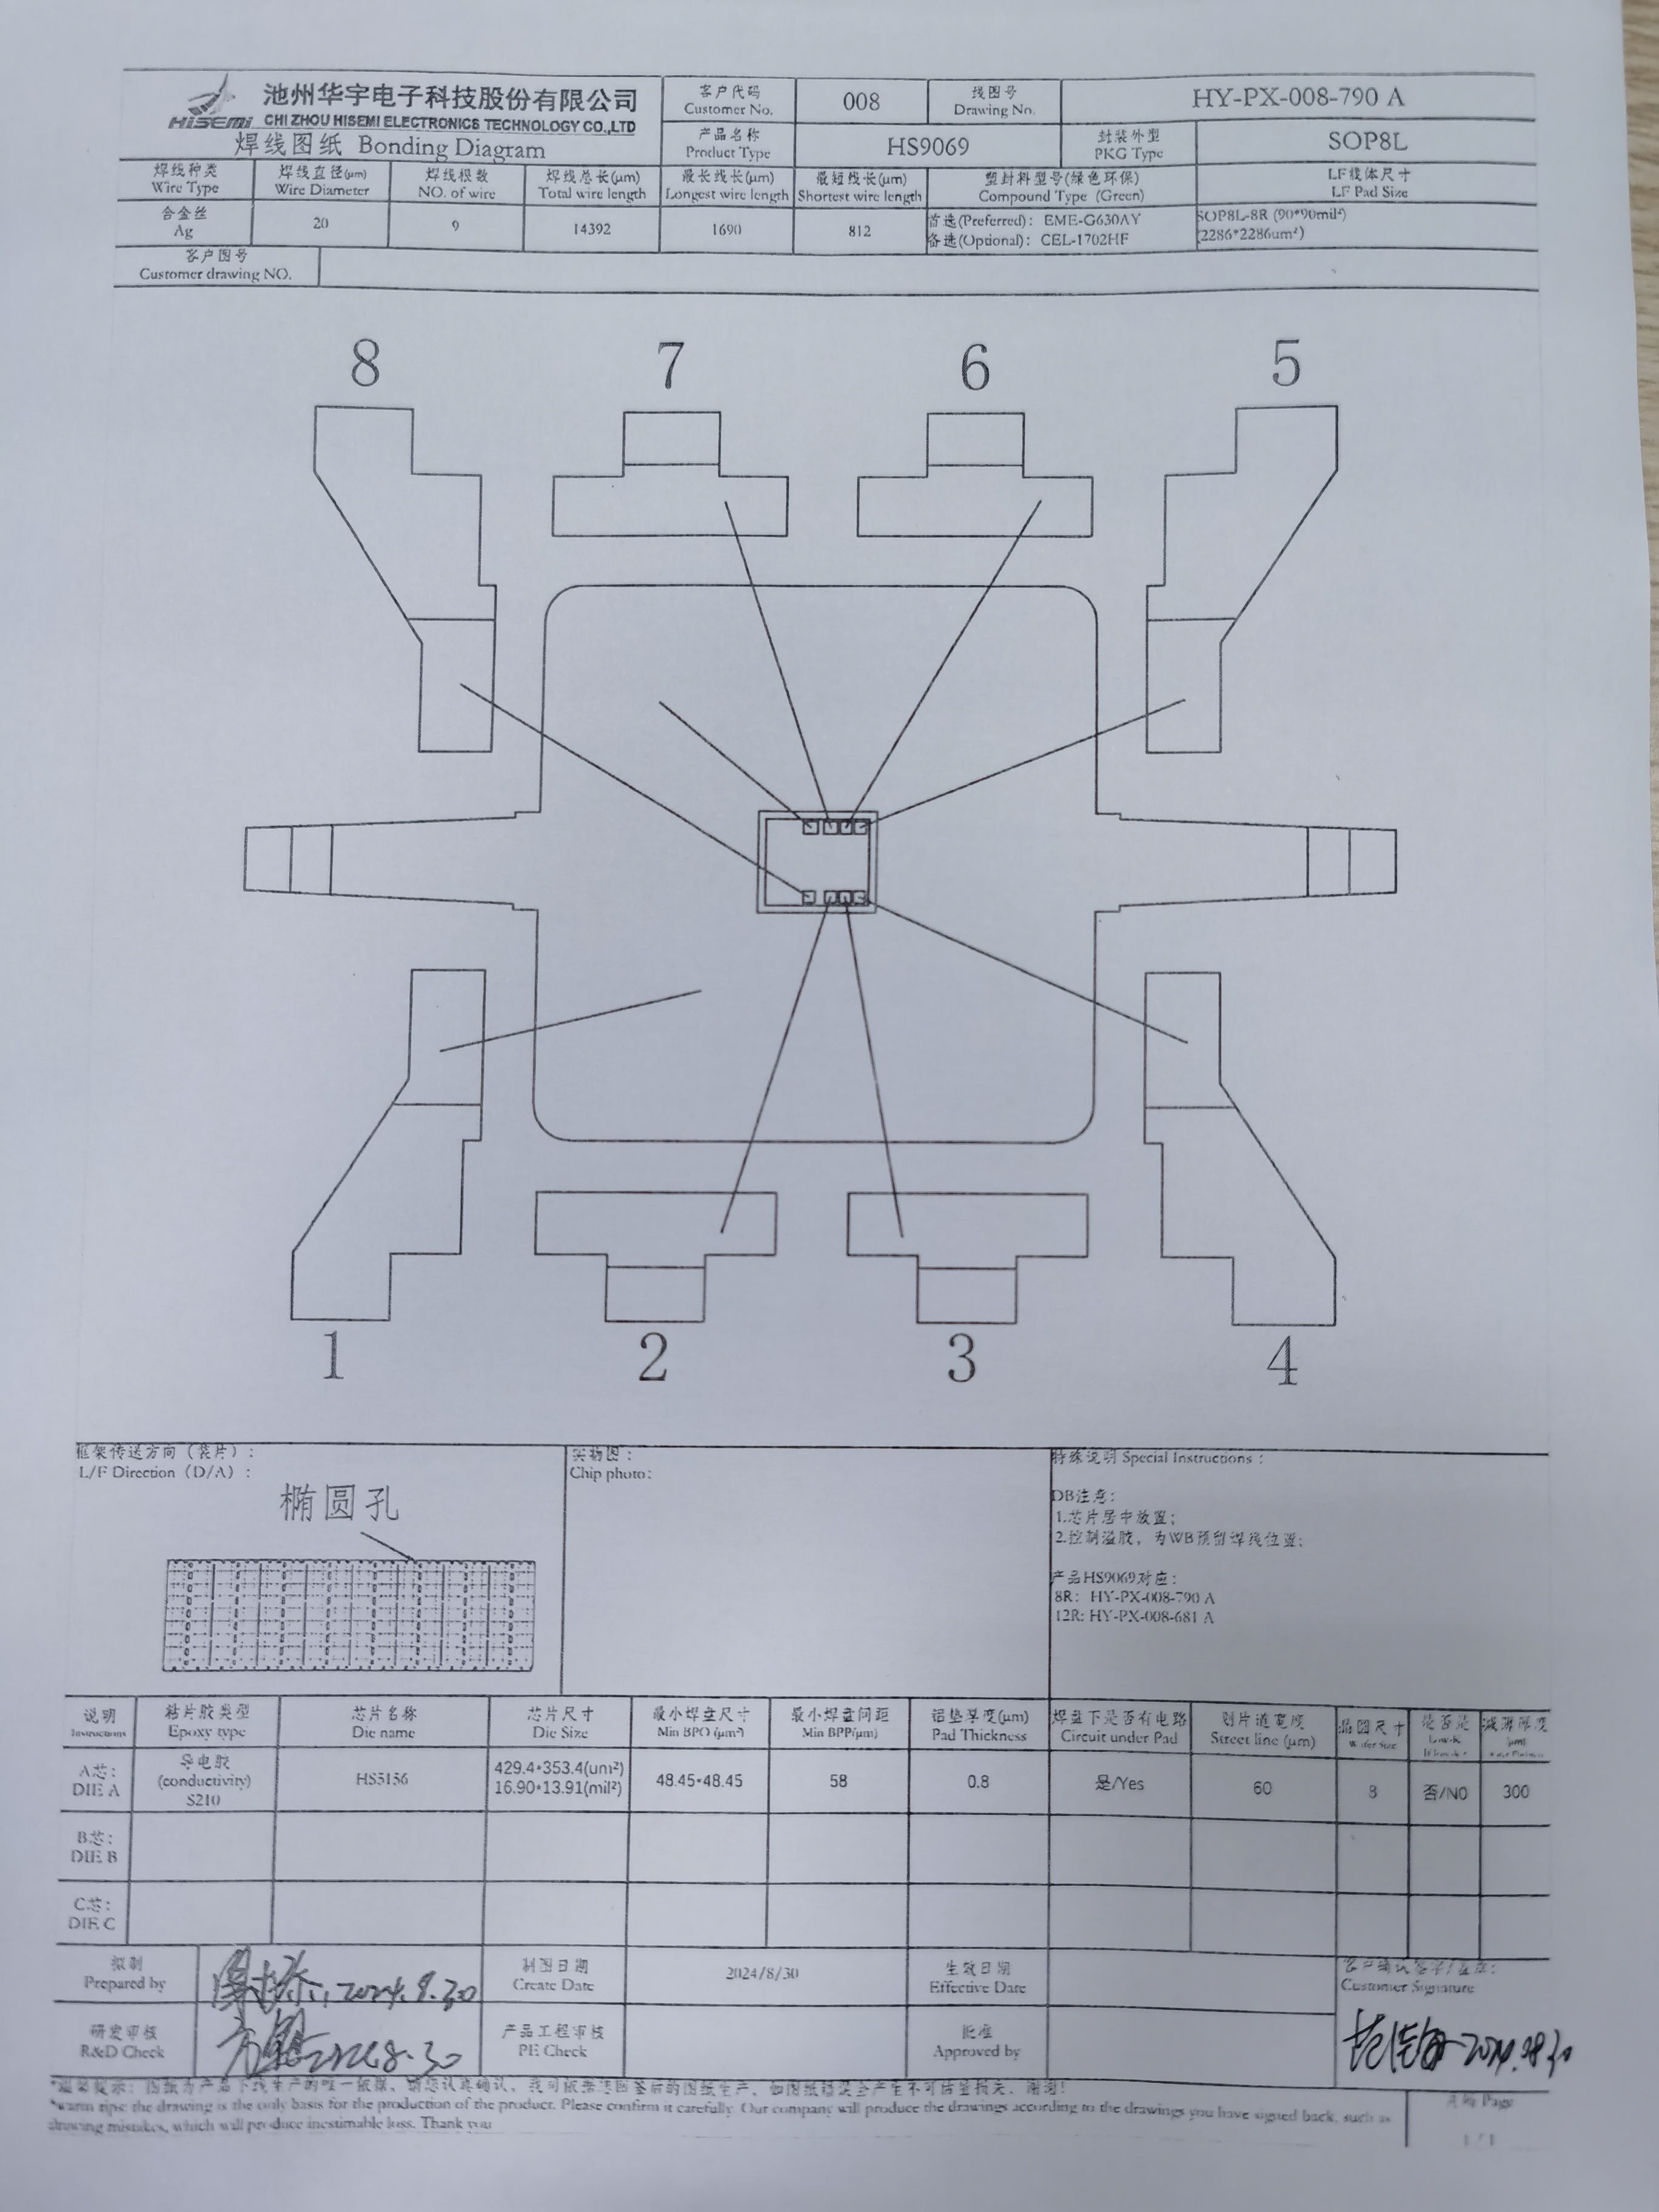 HiSEMi 池州华宇电子科技股份有限公司
CHI ZHOU HISEMI ELECTRONICS TECHNOLOGY CO.,LTD
焊线图纸 Bonding Diagram
客户代码
Customer No.
008
线图号
Drawing No.
HY-PX-008-790 A
产品名称
Product Type
HS9069
封装外型
PKG Type
SOP8L
焊线种类
Wire Type
焊线直径(μm)
Wire Diameter
焊线根数
NO. of wire
焊线总长(μm)
Total wire length
最长线长(μm)
Longest wire length
最短线长(μm)
Shortest wire length
塑封料型号(绿色环保)
Compound Type (Green)
LF载体尺寸
LF Pad Size
合金丝
Ag
20
9
14392
1690
812
首选(Preferred): EME-G630AY
备选(Optional): CEL-1702HF
SOP8L-8R (90*90mil²)
(2286*2286um²)
客户图号
Customer drawing NO.
8 7 6 5
1 2 3 4
框架传送方向（装片）:
L/F Direction（D/A）:
椭圆孔
实物图:
Chip photo:
特殊说明 Special Instructions :
DB注意:
1.芯片居中放置;
2.控制溢胶，为WB预留焊线位置;
产品HS9069对应:
8R: HY-PX-008-790 A
12R: HY-PX-008-681 A
说明
Instructions
粘片胶类型
Epoxy type
芯片名称
Die name
芯片尺寸
Die Size
最小焊盘尺寸
Min BPO (μm²)
最小焊盘间距
Min BPP(μm)
铝垫厚度(μm)
Pad Thickness
焊盘下是否有电路
Circuit under Pad
划片道宽度
Street line (μm)
晶圆尺寸
Wafer Size
减薄厚度
(μm)
A芯:
DIE A
导电胶
(conductivity)
S210
HS5156
429.4*353.4(um²)
16.90*13.91(mil²)
48.45*48.45
58
0.8
是/Yes
60
8
否/NO
300
B芯:
DIE B
C芯:
DIE C
拟制
Prepared by
2024.8.30
制图日期
Create Date
2024/8/30
生效日期
Effective Date
客户确认签字/盖章:
Customer Signature
研发审核
R&D Check
2024.8.30
产品工程审核
PE Check
批准
Approved by
2024.08.30
*温馨提示: 图纸为产品下线生产的唯一依据，请您认真确认，我司依据您回签后的图纸生产，如图纸错误会产生不可估量损失，谢谢!
*warm tips: the drawing is the only basis for the production of the product. Please confirm it carefully. Our company will produce the drawings according to the drawings you have signed back, such as
drawing mistakes, which will produce inestimable loss. Thank you
Page
1 / 1